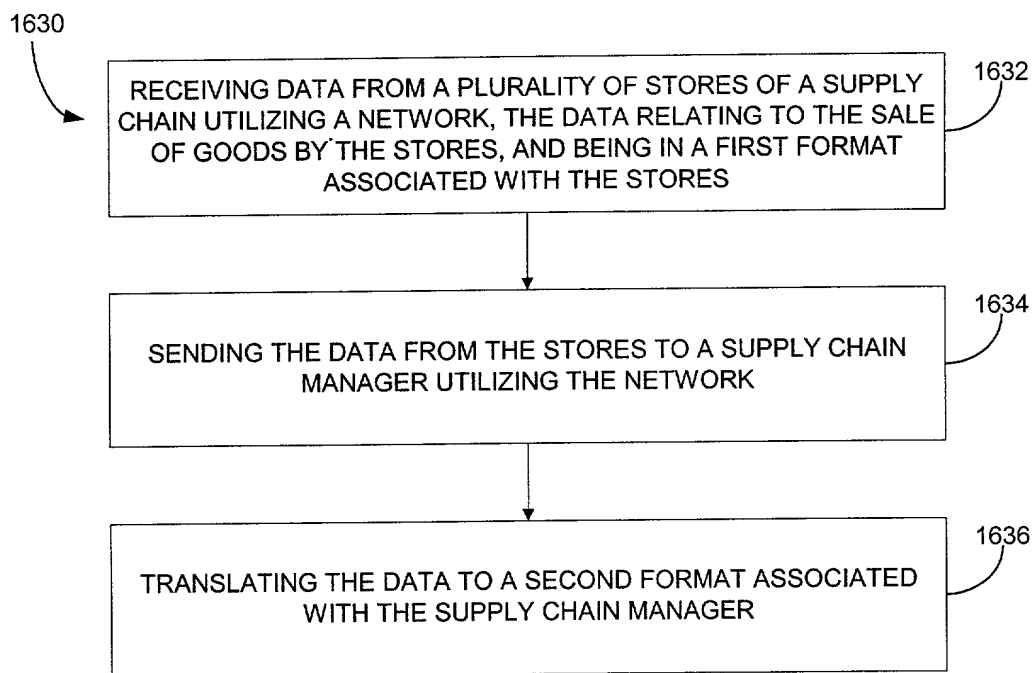 1630
1632
RECEIVING DATA FROM A PLURALITY OF STORES OF A SUPPLY
CHAIN UTILIZING A NETWORK, THE DATA RELATING TO THE SALE
OF GOODS BY THE STORES, AND BEING IN A FIRST FORMAT
ASSOCIATED WITH THE STORES
1634
SENDING THE DATA FROM THE STORES TO A SUPPLY CHAIN
MANAGER UTILIZING THE NETWORK
1636
TRANSLATING THE DATA TO A SECOND FORMAT ASSOCIATED
WITH THE SUPPLY CHAIN MANAGER